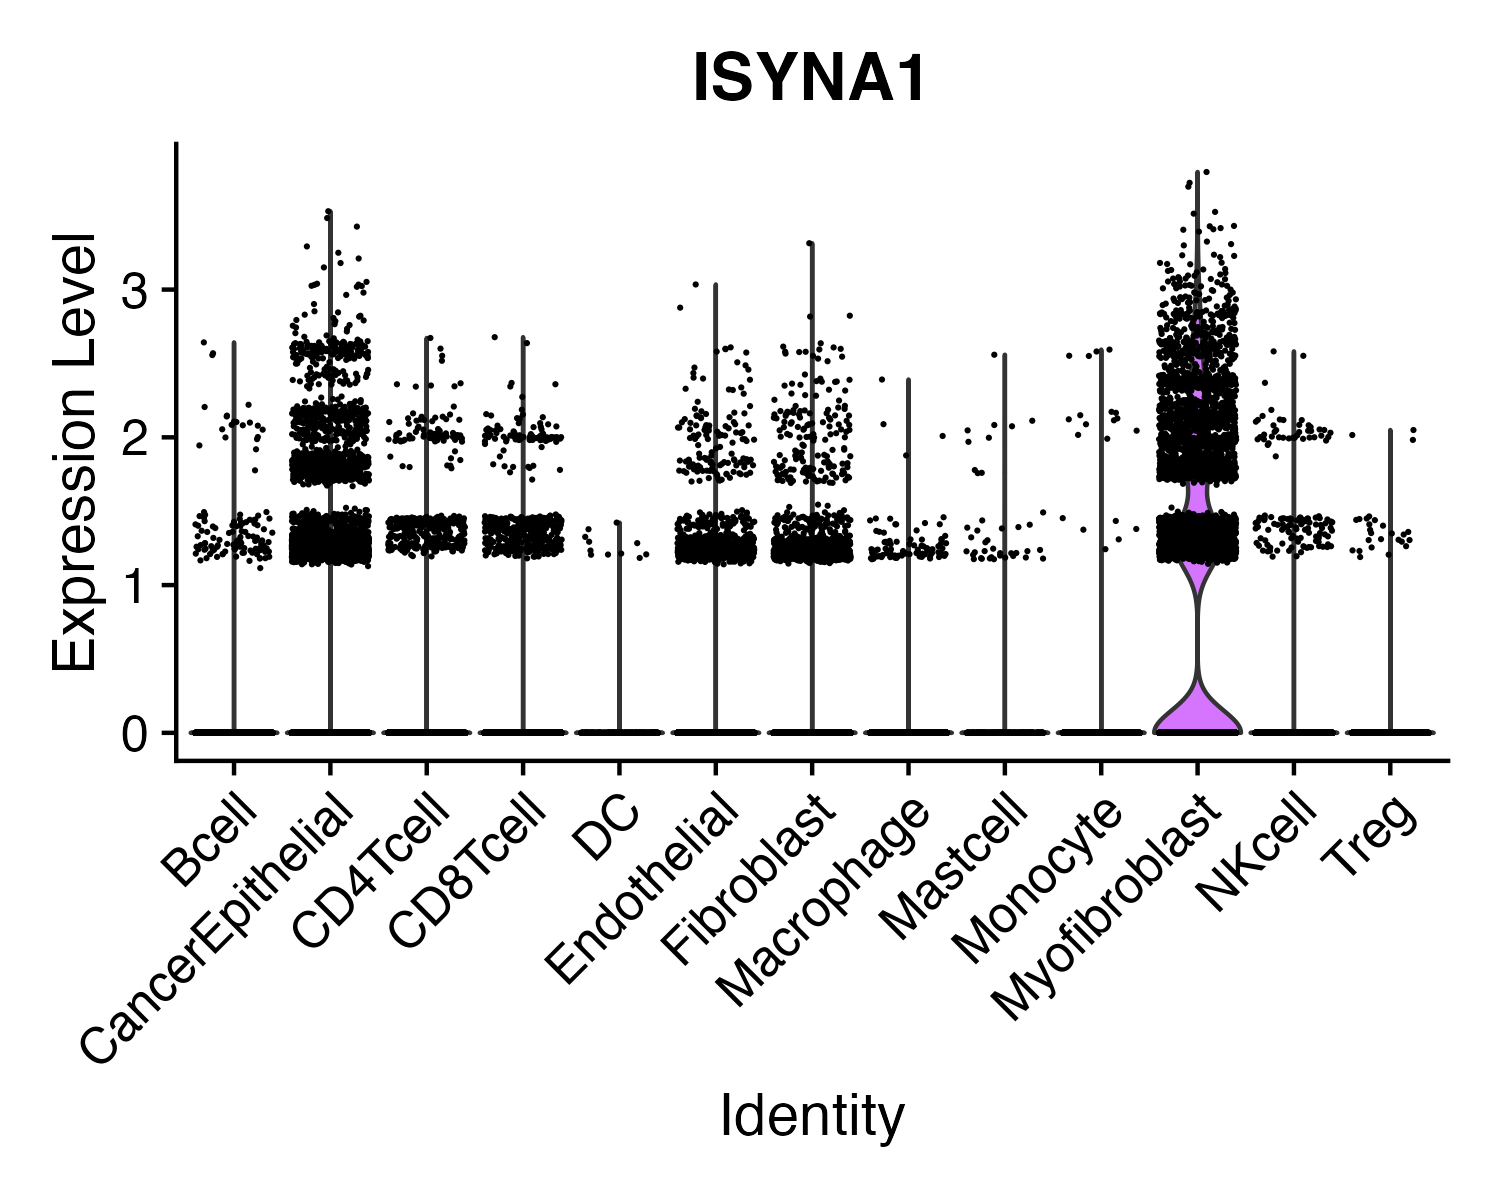 ISYNA1
Expression Level
3
2
1
0
Bcell
CancerEpithelial
CD4Tcell
CD8Tcell
DC
Endothelial
Fibroblast
Macrophage
Mastcell
Monocyte
Myofibroblast
NKcell
Treg
Identity